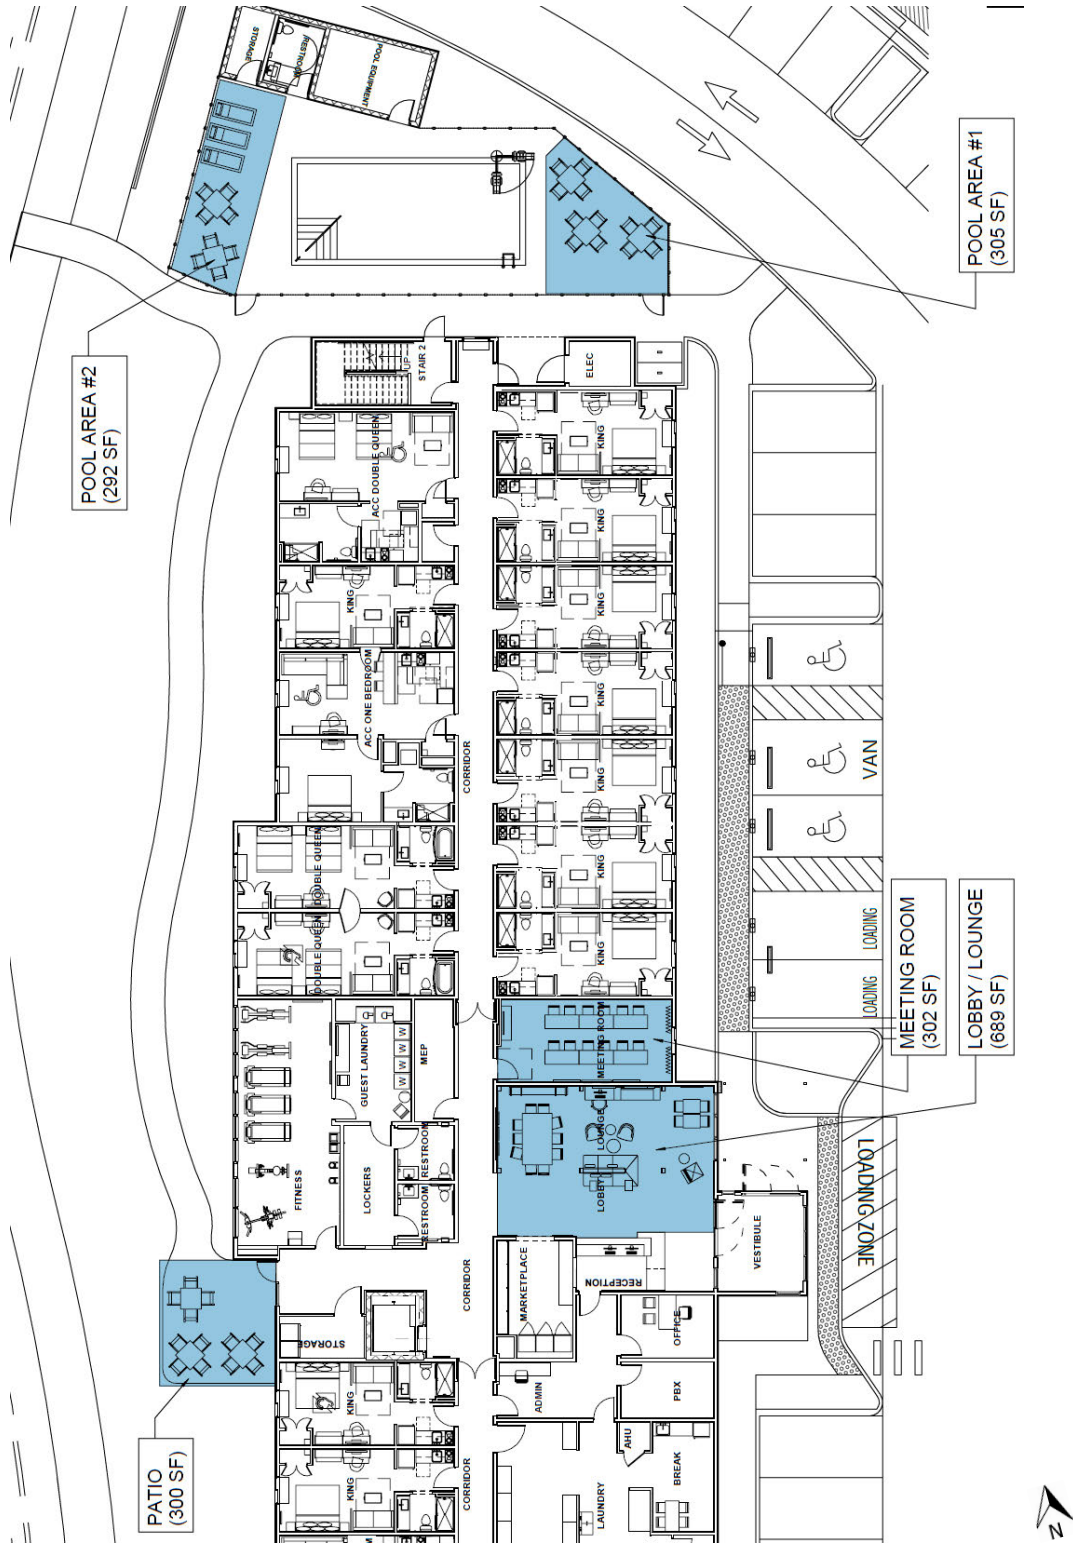 STORAGE
RESTROOM
POOL EQUIPMENT
POOL AREA #1
(305 SF)
POOL AREA #2
(292 SF)
UP
STAIR 2
ELEC
ACC DOUBLE QUEEN
KING
KING
KING
KING
ACC ONE BEDROOM
KING
CORRIDOR
KING
VAN
DOUBLE QUEEN
KING
DOUBLE QUEEN
KING
LOADING
LOADING
MEETING ROOM
(302 SF)
LOBBY / LOUNGE
(689 SF)
MEETING ROOM
GUEST LAUNDRY
W
W
W
W
W
W
MEP
FITNESS
LOCKERS
RESTROOM
RESTROOM
LOBBY
LOUNGE
LOADING ZONE
VESTIBULE
MARKETPLACE
RECEPTION
CORRIDOR
STORAGE
OFFICE
ADMIN
PBX
KING
AHU
BREAK
KING
CORRIDOR
LAUNDRY
PATIO
(300 SF)
N